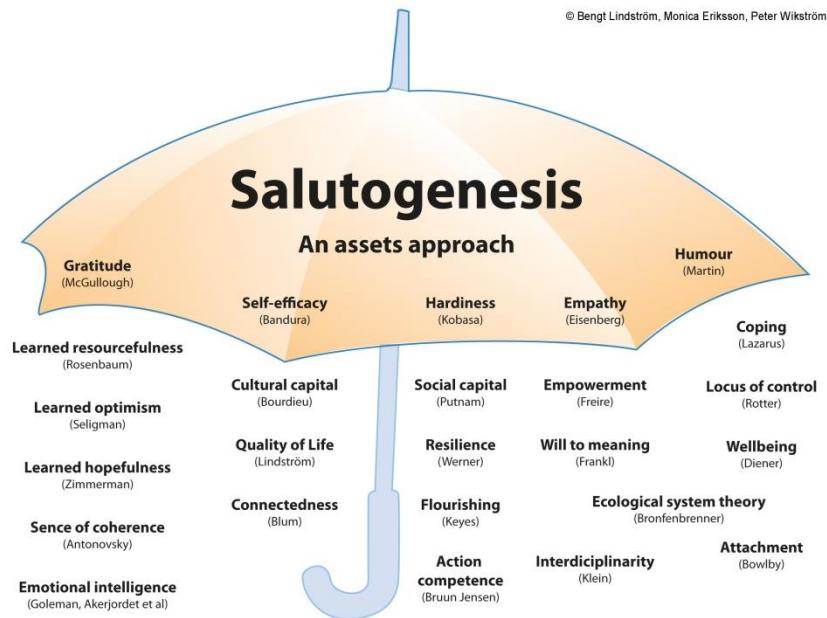 © Bengt Lindström, Monica Eriksson, Peter Wikström
Salutogenesis
An assets approach
Gratitude
(McGullough)
Self-efficacy
(Bandura)
Hardiness
(Kobasa)
Empathy
(Eisenberg)
Humour
(Martin)
Learned resourcefulness
(Rosenbaum)
Learned optimism
(Seligman)
Learned hopefulness
(Zimmerman)
Sence of coherence
(Antonovsky)
Emotional intelligence
(Goleman, Akerjordet et al)
Cultural capital
(Bourdieu)
Quality of Life
(Lindström)
Connectedness
(Blum)
Social capital
(Putnam)
Resilience
(Werner)
Flourishing
(Keyes)
Action
competence
(Bruun Jensen)
Empowerment
(Freire)
Will to meaning
(Frankl)
Ecological system theory
(Bronfenbrenner)
Interdiciplinarity
(Klein)
Coping
(Lazarus)
Locus of control
(Rotter)
Wellbeing
(Diener)
Attachment
(Bowlby)